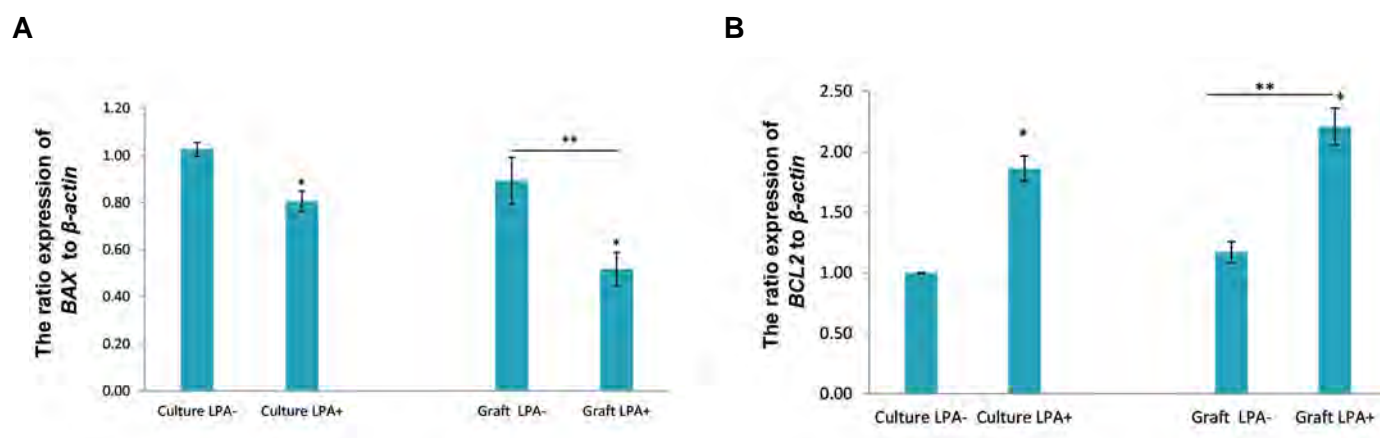 A
The ratio expression of
BAX to β-actin
1.20
1.00
0.80
0.60
0.40
0.20
0.00
*
**
*
Culture LPA-
Culture LPA+
Graft LPA-
Graft LPA+
B
The ratio expression of
BCL2 to β-actin
2.50
2.00
1.50
1.00
0.50
0.00
*
**
*
Culture LPA-
Culture LPA+
Graft LPA-
Graft LPA+